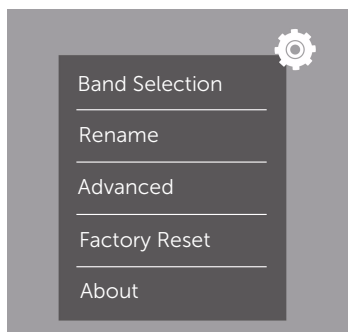 Band Selection
Rename
Advanced
Factory Reset
About